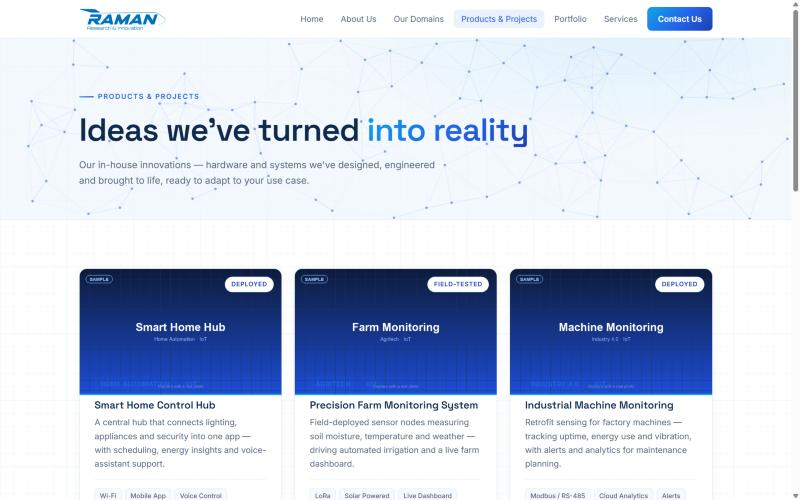 RAMAN
Research & Innovation
Home
About Us
Our Domains
Products & Projects
Portfolio
Services
Contact Us
PRODUCTS & PROJECTS
Ideas we've turned into reality
Our in-house innovations — hardware and systems we've designed, engineered
and brought to life, ready to adapt to your use case.
SAMPLE
DEPLOYED
Smart Home Hub
Home Automation · IoT
Smart Home Control Hub
A central hub that connects lighting,
appliances and security into one app —
with scheduling, energy insights and voice-
assistant support.
Wi-Fi
Mobile App
Voice Control
SAMPLE
FIELD-TESTED
Farm Monitoring
Agritech · IoT
Precision Farm Monitoring System
Field-deployed sensor nodes measuring
soil moisture, temperature and weather —
driving automated irrigation and a live farm
dashboard.
LoRa
Solar Powered
Live Dashboard
SAMPLE
DEPLOYED
Machine Monitoring
Industry 4.0 · IoT
Industrial Machine Monitoring
Retrofit sensing for factory machines —
tracking uptime, energy use and vibration,
with alerts and analytics for maintenance
planning.
Modbus / RS-485
Cloud Analytics
Alerts